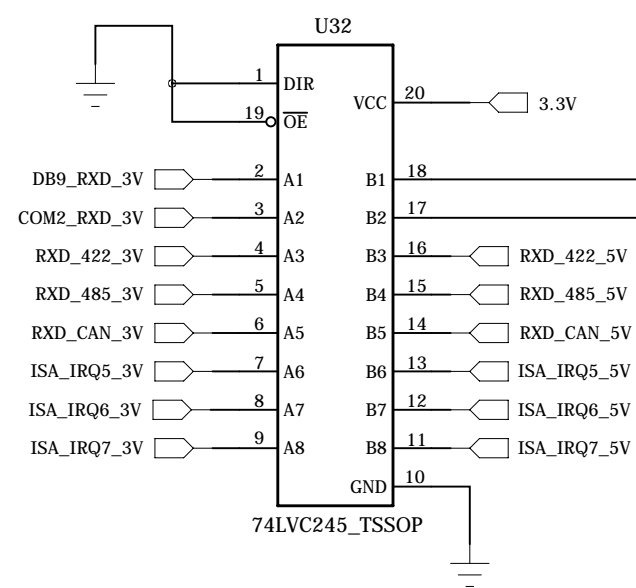 U32
1 DIR
VCC 20 3.3V
19 OE
DB9_RXD_3V 2 A1 B1 18
COM2_RXD_3V 3 A2 B2 17
RXD_422_3V 4 A3 B3 16 RXD_422_5V
RXD_485_3V 5 A4 B4 15 RXD_485_5V
RXD_CAN_3V 6 A5 B5 14 RXD_CAN_5V
ISA_IRQ5_3V 7 A6 B6 13 ISA_IRQ5_5V
ISA_IRQ6_3V 8 A7 B7 12 ISA_IRQ6_5V
ISA_IRQ7_3V 9 A8 B8 11 ISA_IRQ7_5V
GND 10
74LVC245_TSSOP